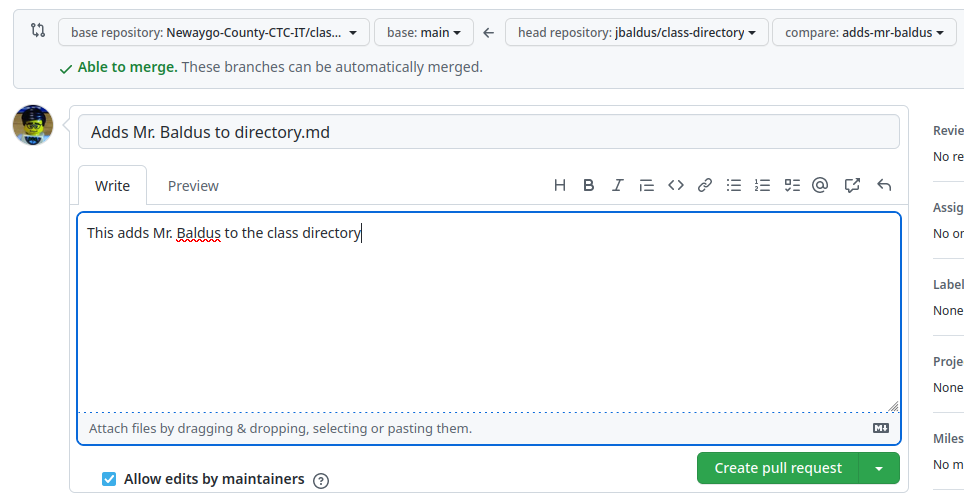 base repository: Newaygo-County-CTC-IT/clas... base: main head repository: jbaldus/class-directory compare: adds-mr-baldus
Able to merge. These branches can be automatically merged.
Adds Mr. Baldus to directory.md
Write Preview
This adds Mr. Baldus to the class directory
Attach files by dragging & dropping, selecting or pasting them.
Allow edits by maintainers
Create pull request
Revie
No re
Assig
No or
Label
None
Proje
None
Miles
No m